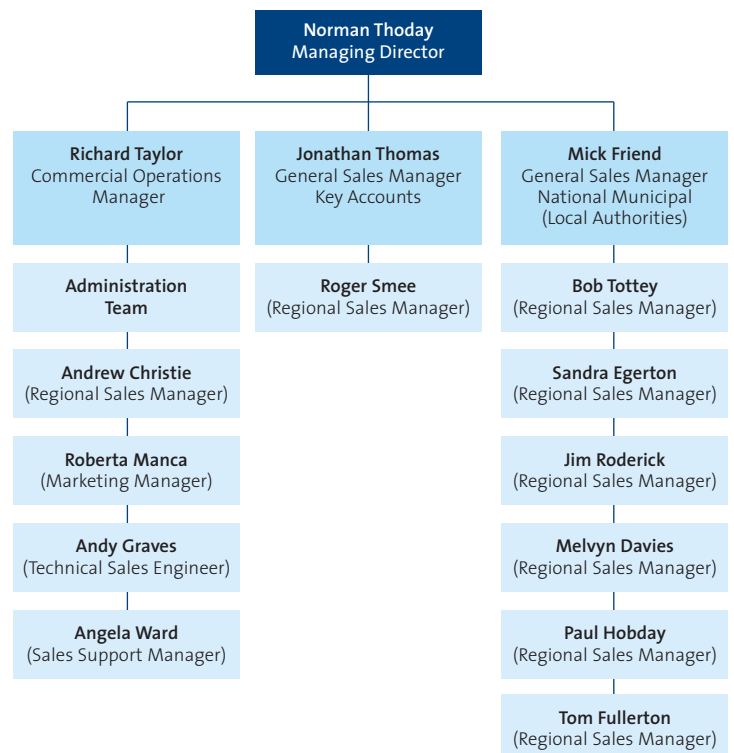 Norman Thoday
Managing Director
Richard Taylor
Commercial Operations
Manager
Administration
Team
Andrew Christie
(Regional Sales Manager)
Roberta Manca
(Marketing Manager)
Andy Graves
(Technical Sales Engineer)
Angela Ward
(Sales Support Manager)
Jonathan Thomas
General Sales Manager
Key Accounts
Roger Smee
(Regional Sales Manager)
Mick Friend
General Sales Manager
National Municipal
(Local Authorities)
Bob Tottey
(Regional Sales Manager)
Sandra Egerton
(Regional Sales Manager)
Jim Roderick
(Regional Sales Manager)
Melvyn Davies
(Regional Sales Manager)
Paul Hobday
(Regional Sales Manager)
Tom Fullerton
(Regional Sales Manager)